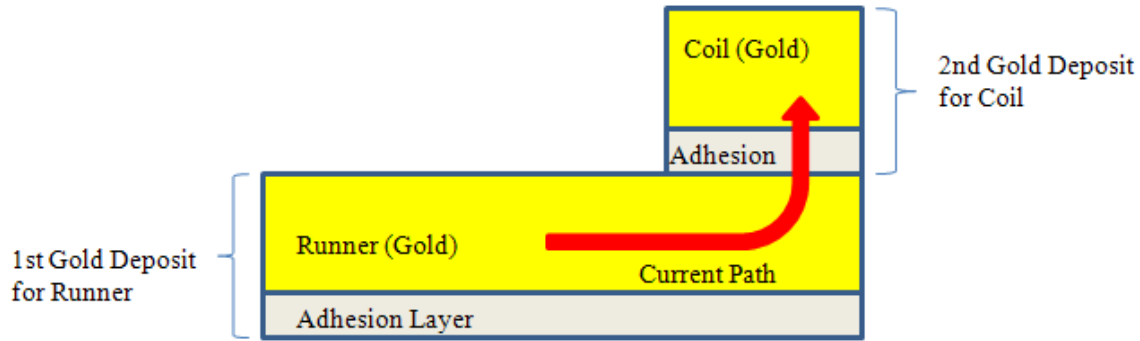 Coil (Gold)
2nd Gold Deposit
for Coil
Adhesion
Runner (Gold)
1st Gold Deposit
for Runner
Current Path
Adhesion Layer